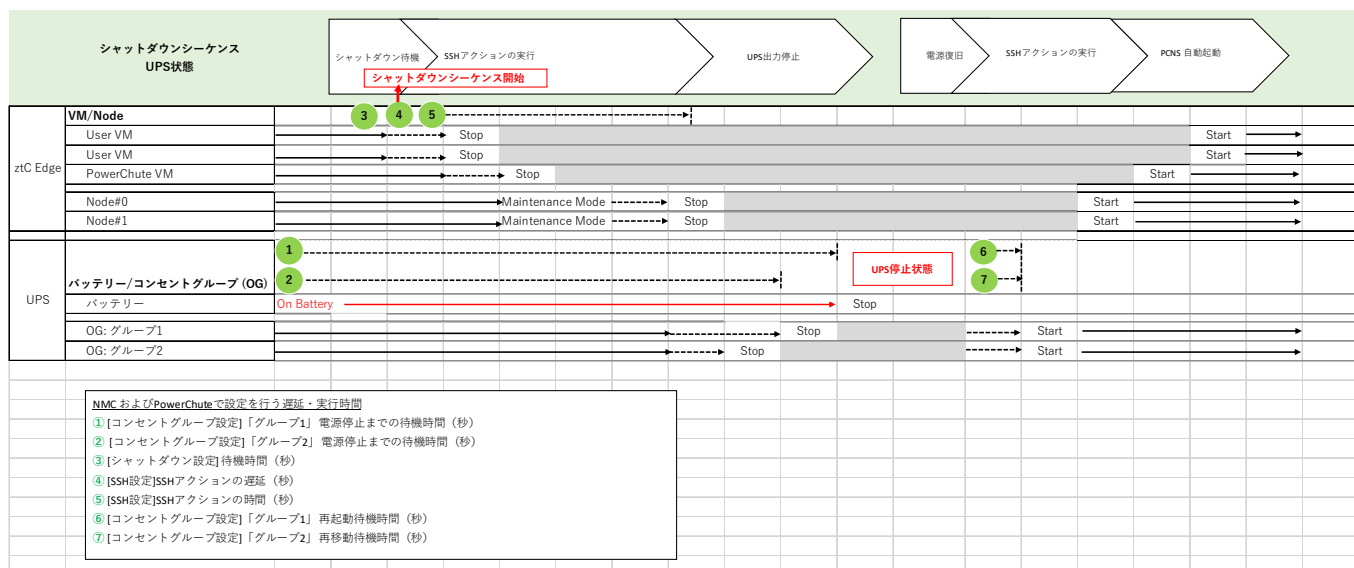 シャットダウンシーケンス
UPS状態
シャットダウン待機
SSHアクションの実行
UPS出力停止
電源復旧
SSHアクションの実行
PCNS 自動起動
シャットダウンシーケンス開始
ztC Edge
VM/Node
3
4
5
User VM
Stop
Start
User VM
Stop
Start
PowerChute VM
Stop
Start
Node#0
Maintenance Mode
Stop
Start
Node#1
Maintenance Mode
Stop
Start
UPS
バッテリー/コンセントグループ (OG)
1
2
UPS停止状態
6
7
バッテリー
On Battery
Stop
OG: グループ1
Stop
Start
OG: グループ2
Stop
Start
NMC およびPowerChuteで設定を行う遅延・実行時間
① [コンセントグループ設定]「グループ1」電源停止までの待機時間（秒）
② [コンセントグループ設定]「グループ2」電源停止までの待機時間（秒）
③ [シャットダウン設定] 待機時間（秒）
④ [SSH設定]SSHアクションの遅延（秒）
⑤ [SSH設定]SSHアクションの時間（秒）
⑥ [コンセントグループ設定]「グループ1」再起動待機時間（秒）
⑦ [コンセントグループ設定]「グループ2」再移動待機時間（秒）